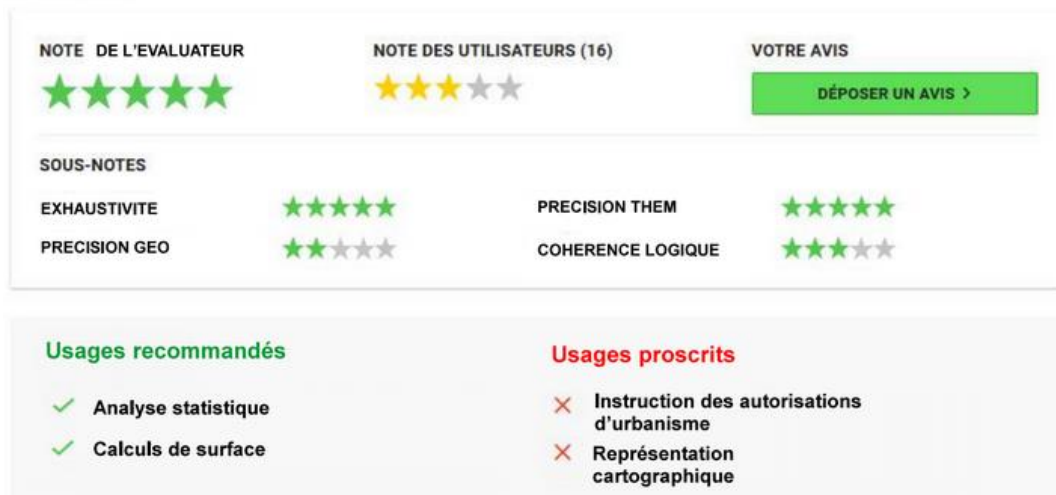 NOTE DE L'EVALUATEUR
NOTE DES UTILISATEURS (16)
VOTRE AVIS
DÉPOSER UN AVIS >
SOUS-NOTES
EXHAUSTIVITE
PRECISION THEM
PRECISION GEO
COHERENCE LOGIQUE
Usages recommandés
Analyse statistique
Calculs de surface
Usages proscrits
Instruction des autorisations
d'urbanisme
Représentation
cartographique